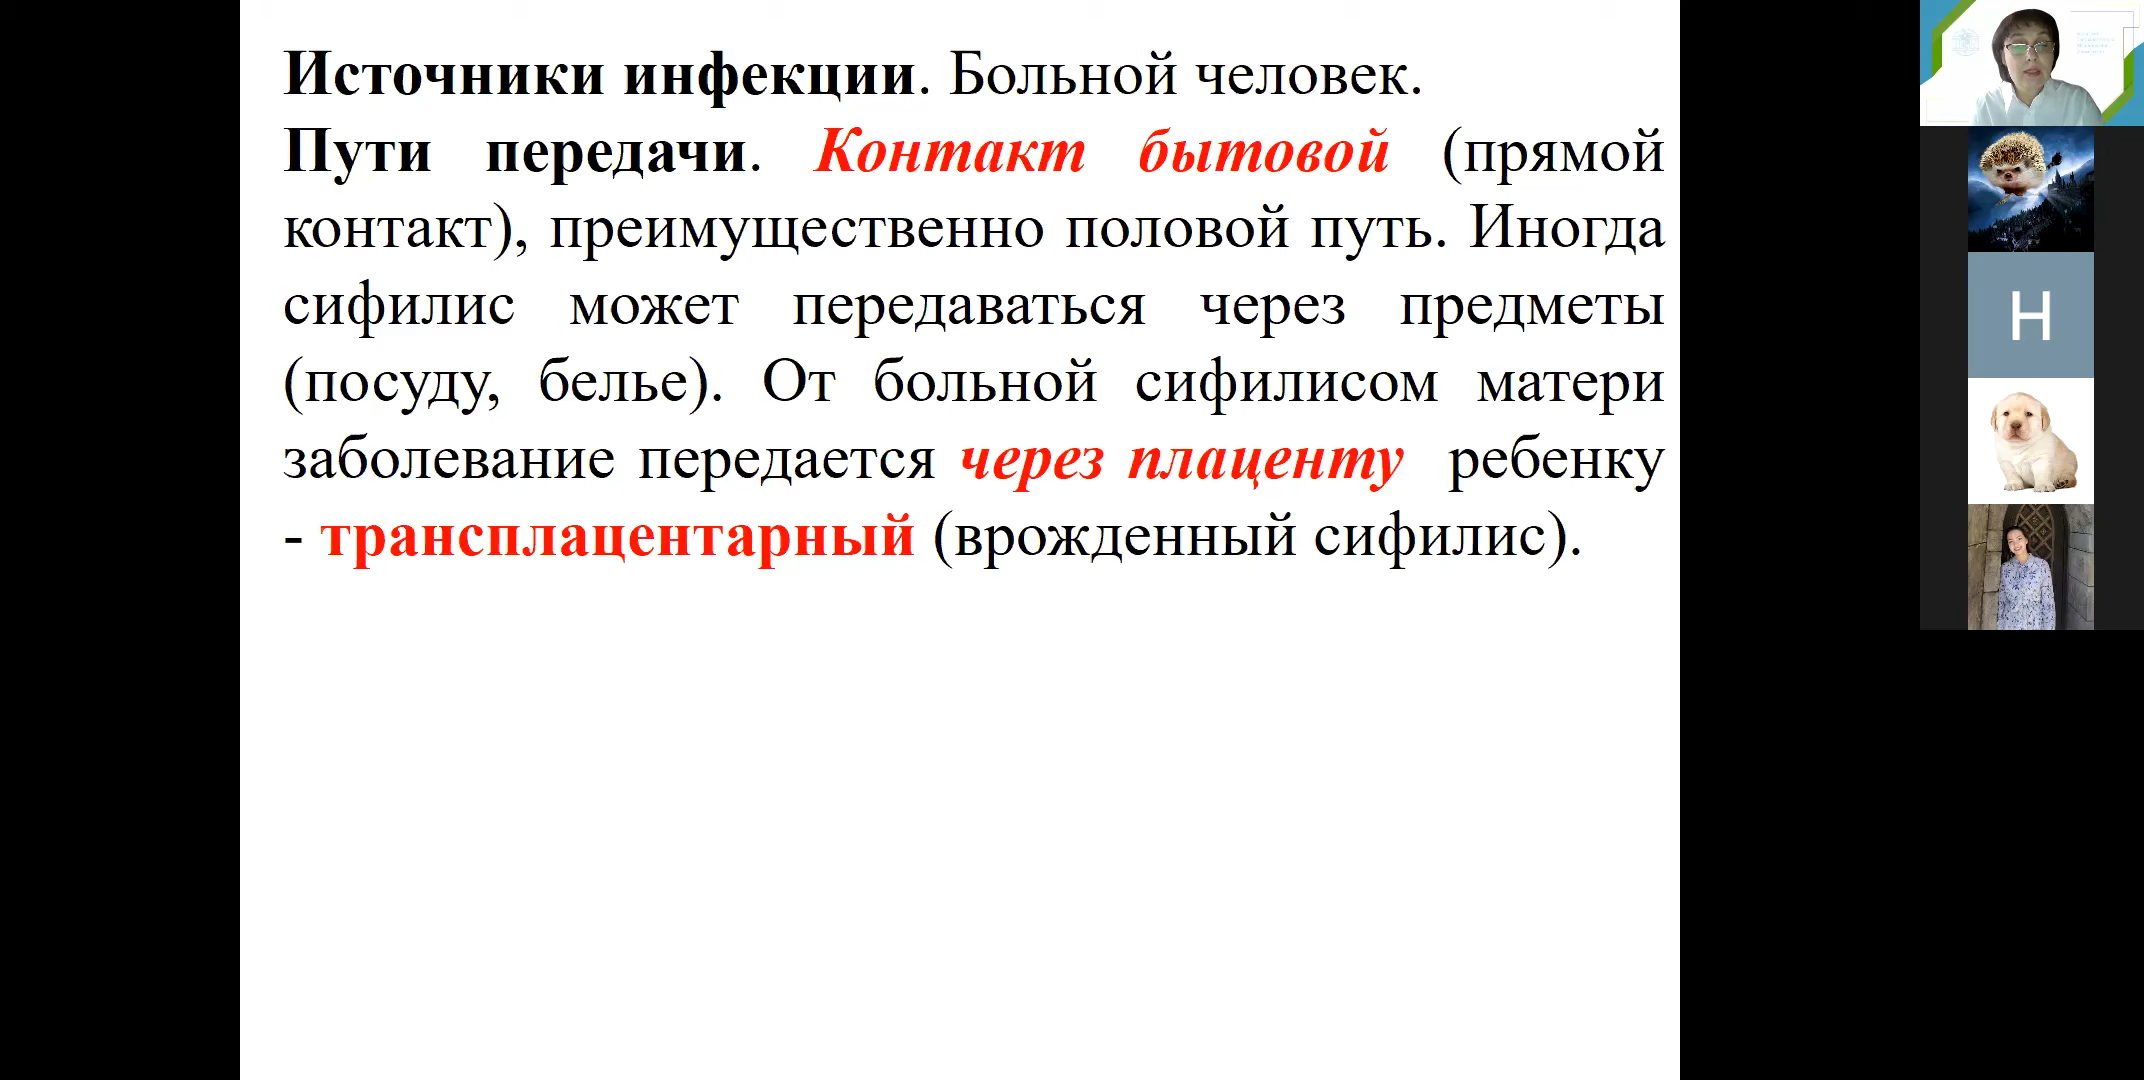 Источники инфекции. Больной человек.
Пути передачи. Контакт бытовой (прямой
контакт), преимущественно половой путь. Иногда
сифилис может передаваться через предметы
(посуду, белье). От больной сифилисом матери
заболевание передается через плаценту ребенку
- трансплацентарный (врожденный сифилис).
Н